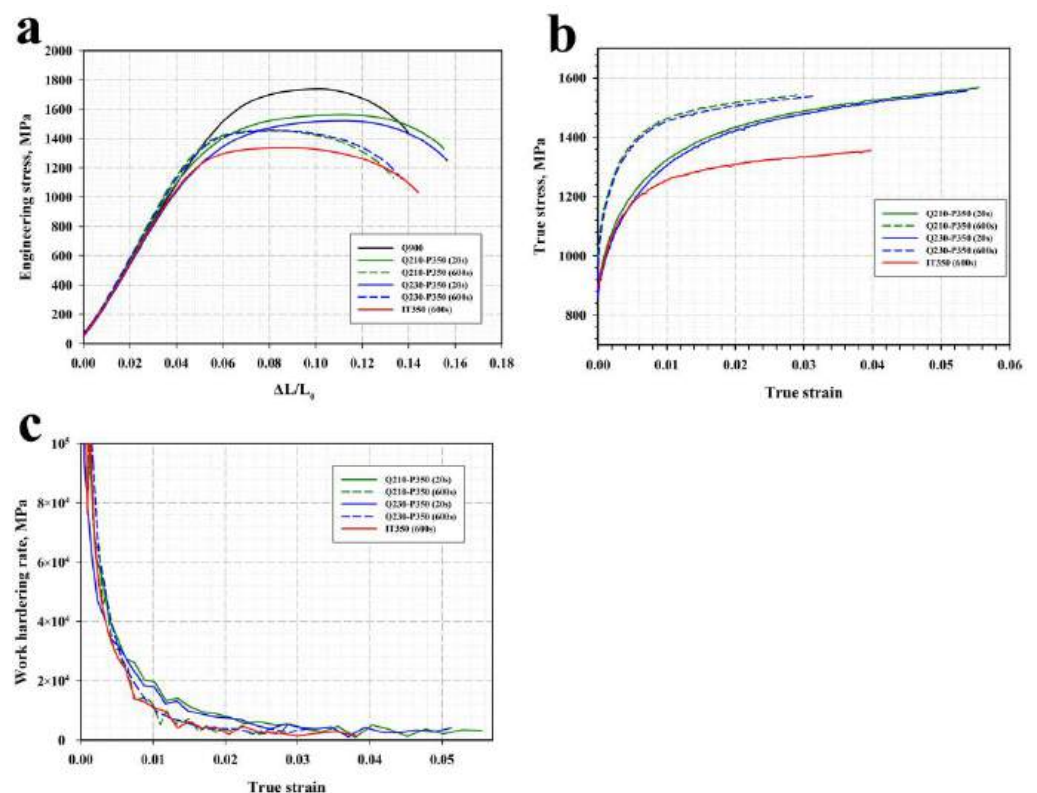 a
2000
1800
1600
1400
1200
1000
800
600
400
200
0
Engineering stress, MPa
Q900
Q210-P350 (20s)
Q210-P350 (600s)
Q230-P350 (20s)
Q230-P350 (600s)
IT350 (600s)
0.00 0.02 0.04 0.06 0.08 0.10 0.12 0.14 0.16 0.18
ΔL/L₀
b
1600
1400
1200
1000
800
True stress, MPa
Q210-P350 (20s)
Q210-P350 (600s)
Q230-P350 (20s)
Q230-P350 (600s)
IT350 (600s)
0.00 0.01 0.02 0.03 0.04 0.05 0.06
True strain
c
10⁵
8×10⁴
6×10⁴
4×10⁴
2×10⁴
0
Work hardering rate, MPa
Q210-P350 (20s)
Q210-P350 (600s)
Q230-P350 (20s)
Q230-P350 (600s)
IT350 (600s)
0.00 0.01 0.02 0.03 0.04 0.05
True strain